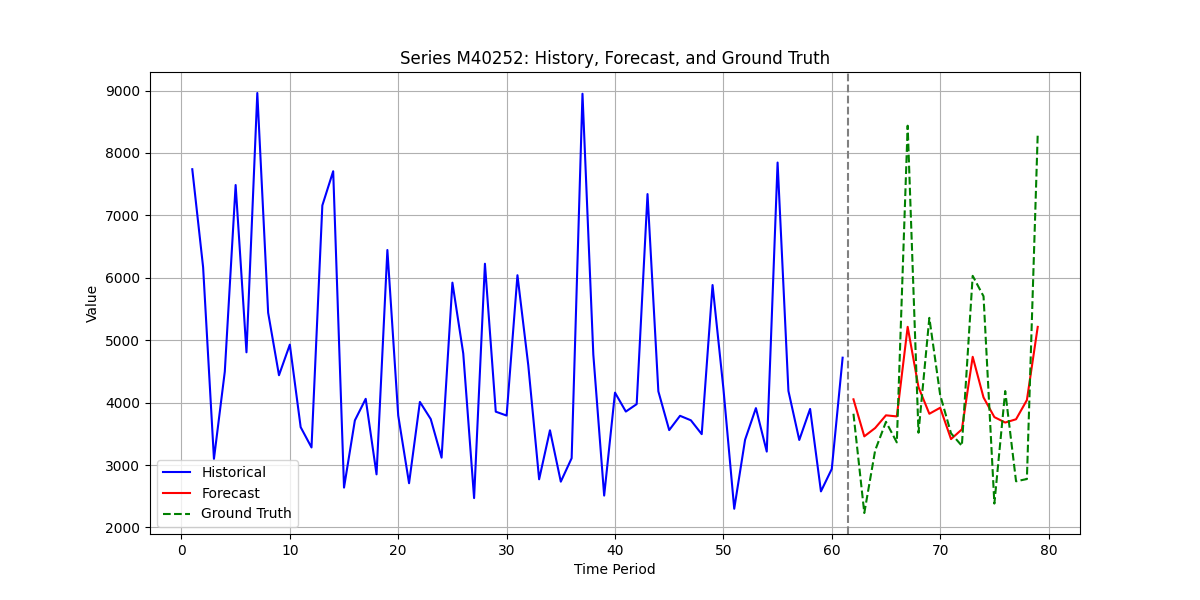 Series M40252: History, Forecast, and Ground Truth
9000
8000
7000
6000
5000
4000
3000
2000
Value
Historical
Forecast
Ground Truth
0 10 20 30 40 50 60 70 80
Time Period